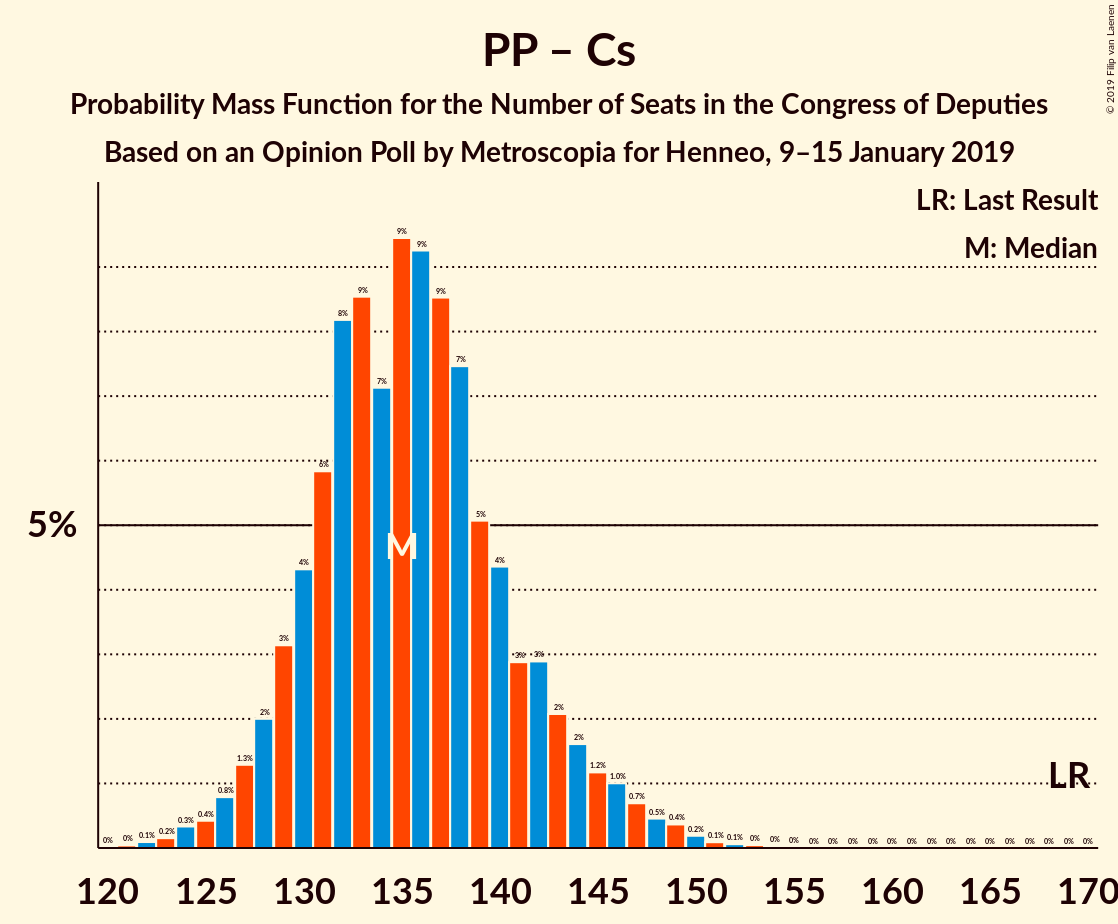 PP – Cs
Probability Mass Function for the Number of Seats in the Congress of Deputies
Based on an Opinion Poll by Metroscopia for Henneo, 9–15 January 2019
© 2019 Filip van Laenen
LR: Last Result
M: Median
5%
0% 0% 0.1% 0.2% 0.3% 0.4% 0.8% 1.3% 2% 3% 4% 6% 8% 9% 7% 9% 9% 9% 7% 5% 4% 3% 3% 2% 2% 1.2% 1.0% 0.7% 0.5% 0.4% 0.2% 0.1% 0.1% 0% 0% 0% 0% 0% 0% 0% 0% 0% 0% 0% 0% 0% 0% 0% 0% 0% 0%
M
LR
120 125 130 135 140 145 150 155 160 165 170